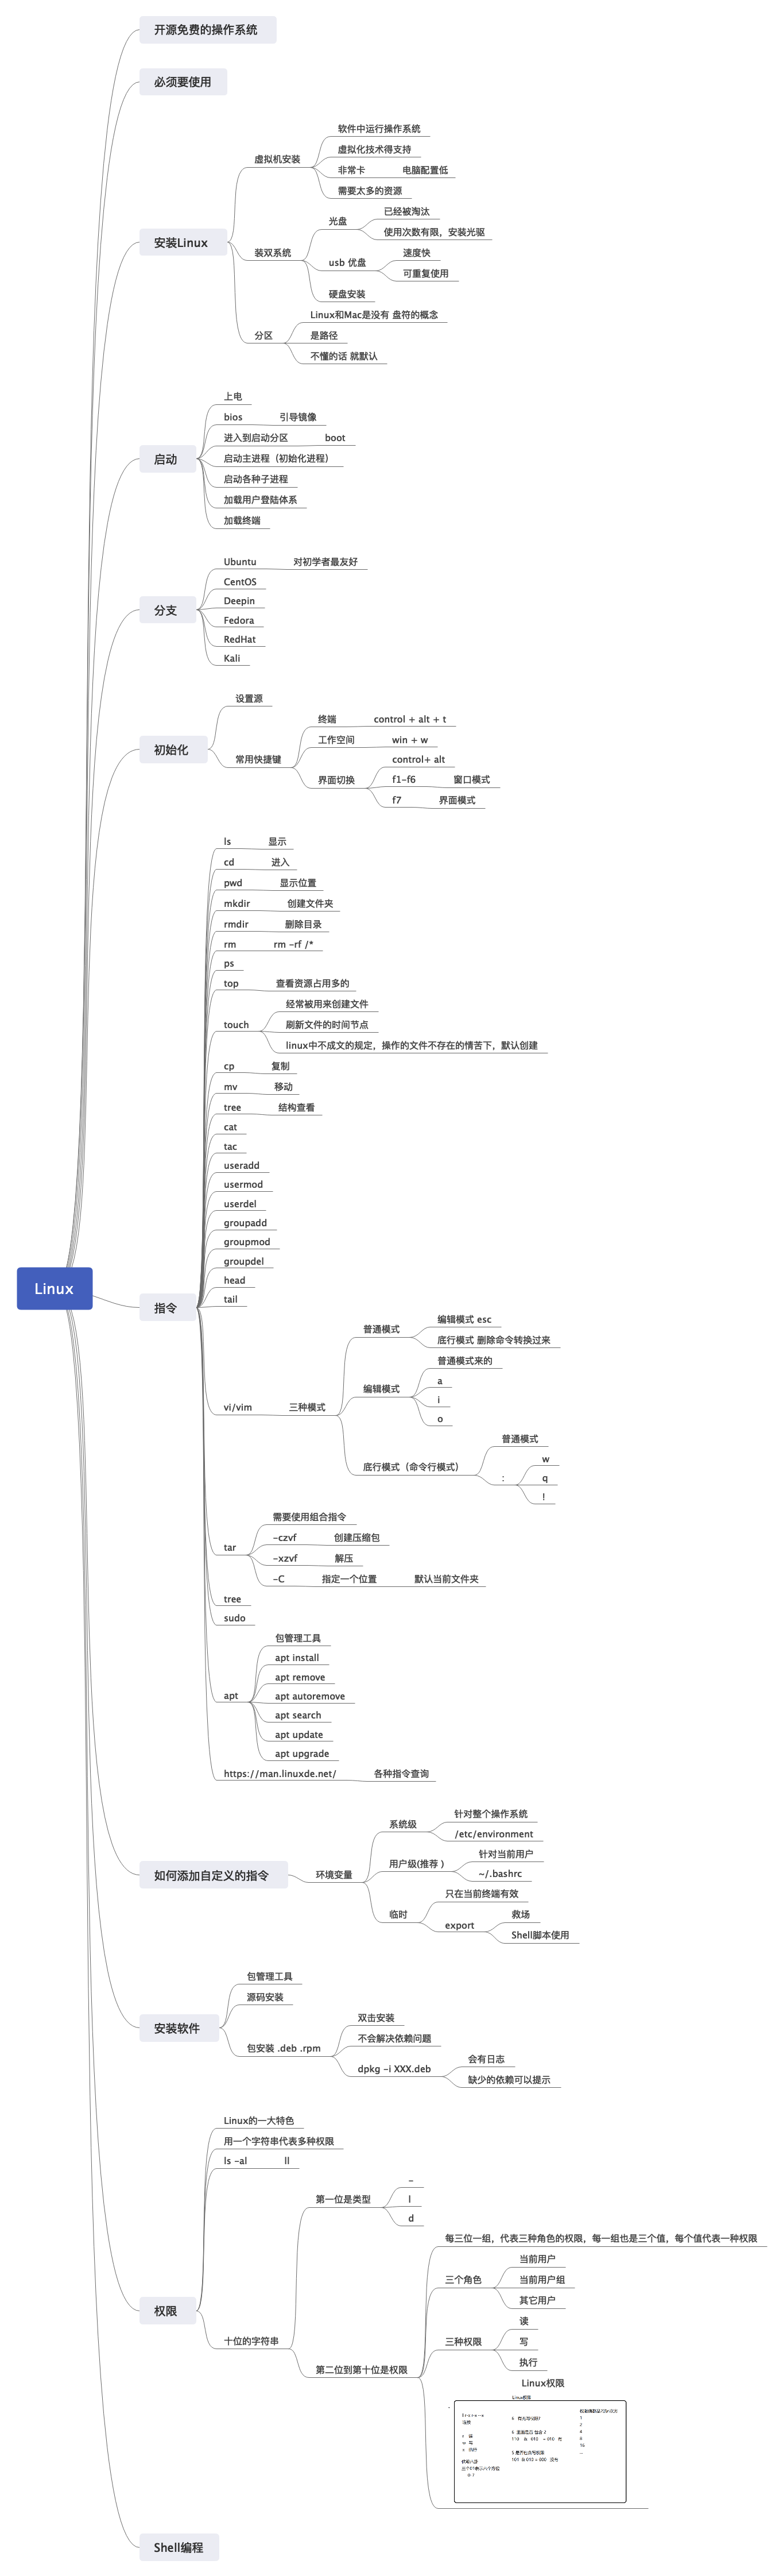 开源免费的操作系统
必须要使用
安装Linux
虚拟机安装
软件中运行操作系统
虚拟化技术得支持
非常卡 电脑配置低
需要太多的资源
装双系统
光盘
已经被淘汰
使用次数有限，安装光驱
usb 优盘
速度快
可重复使用
硬盘安装
分区
Linux和Mac是没有 盘符的概念
是路径
不懂的话 就默认
启动
上电
bios 引导镜像
进入到启动分区 boot
启动主进程（初始化进程）
启动各种子进程
加载用户登陆体系
加载终端
分支
Ubuntu 对初学者最友好
CentOS
Deepin
Fedora
RedHat
Kali
初始化
设置源
常用快捷键
终端 control + alt + t
工作空间 win + w
界面切换
control+ alt
f1-f6 窗口模式
f7 界面模式
Linux
指令
ls 显示
cd 进入
pwd 显示位置
mkdir 创建文件夹
rmdir 删除目录
rm rm -rf /*
ps
top 查看资源占用多的
touch
经常被用来创建文件
刷新文件的时间节点
linux中不成文的规定，操作的文件不存在的情苦下，默认创建
cp 复制
mv 移动
tree 结构查看
cat
tac
useradd
usermod
userdel
groupadd
groupmod
groupdel
head
tail
vi/vim 三种模式
普通模式
编辑模式 esc
底行模式 删除命令转换过来
编辑模式
普通模式来的
a
i
o
底行模式（命令行模式）
普通模式
:
w
q
!
tar
需要使用组合指令
-czvf 创建压缩包
-xzvf 解压
-C 指定一个位置 默认当前文件夹
tree
sudo
apt
包管理工具
apt install
apt remove
apt autoremove
apt search
apt update
apt upgrade
https://man.linuxde.net/ 各种指令查询
如何添加自定义的指令
环境变量
系统级
针对整个操作系统
/etc/environment
用户级(推荐 )
针对当前用户
~/.bashrc
临时
只在当前终端有效
export
救场
Shell脚本使用
安装软件
包管理工具
源码安装
包安装 .deb .rpm
双击安装
不会解决依赖问题
dpkg -i XXX.deb
会有日志
缺少的依赖可以提示
权限
Linux的一大特色
用一个字符串代表多种权限
ls -al ll
十位的字符串
第一位是类型
-
l
d
第二位到第十位是权限
每三位一组，代表三种角色的权限，每一组也是三个值，每个值代表一种权限
三个角色
当前用户
当前用户组
其它用户
三种权限
读
写
执行
Linux权限
Linux权限
Shell编程